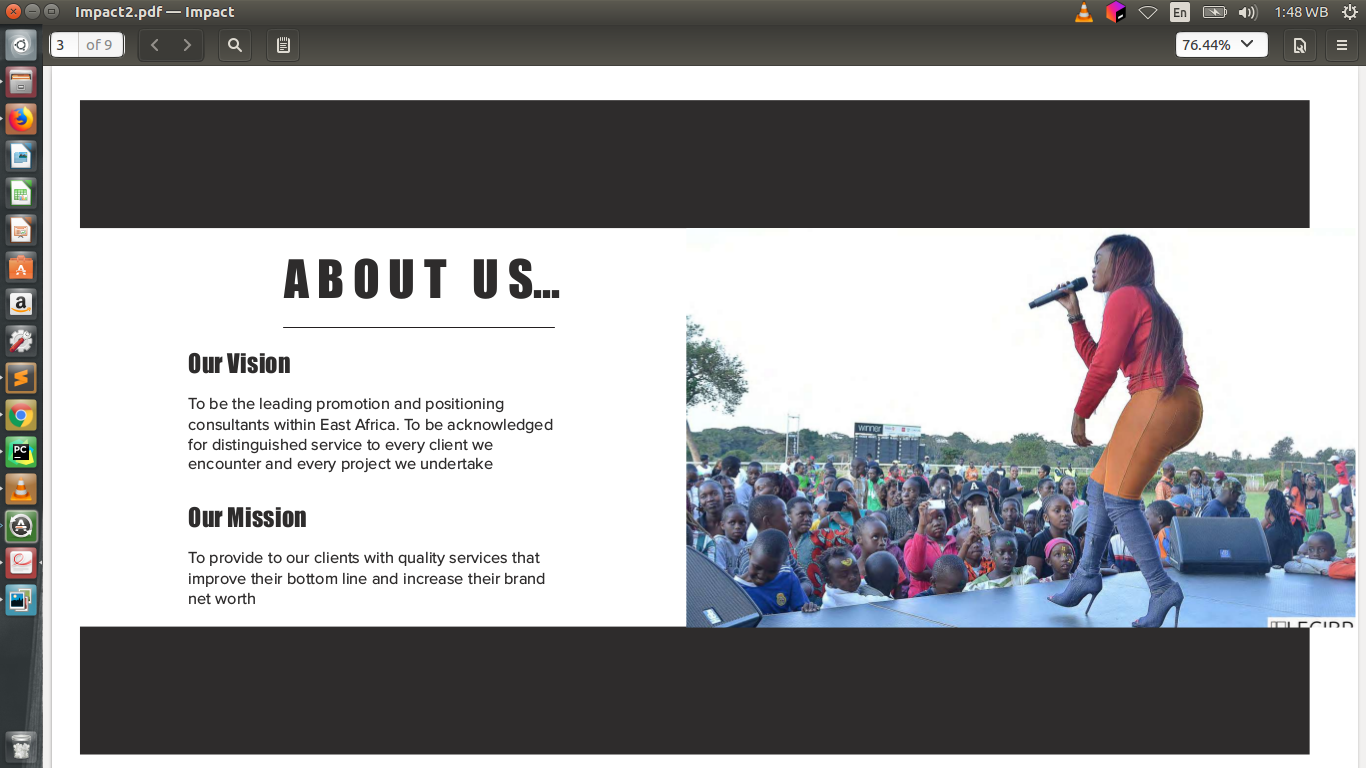 Impact2.pdf — Impact
En
1:48 WB
3
of 9
76.44%
ABOUT US...
Our Vision
To be the leading promotion and positioning
consultants within East Africa. To be acknowledged
for distinguished service to every client we
encounter and every project we undertake
Our Mission
To provide to our clients with quality services that
improve their bottom line and increase their brand
net worth
winner
PC